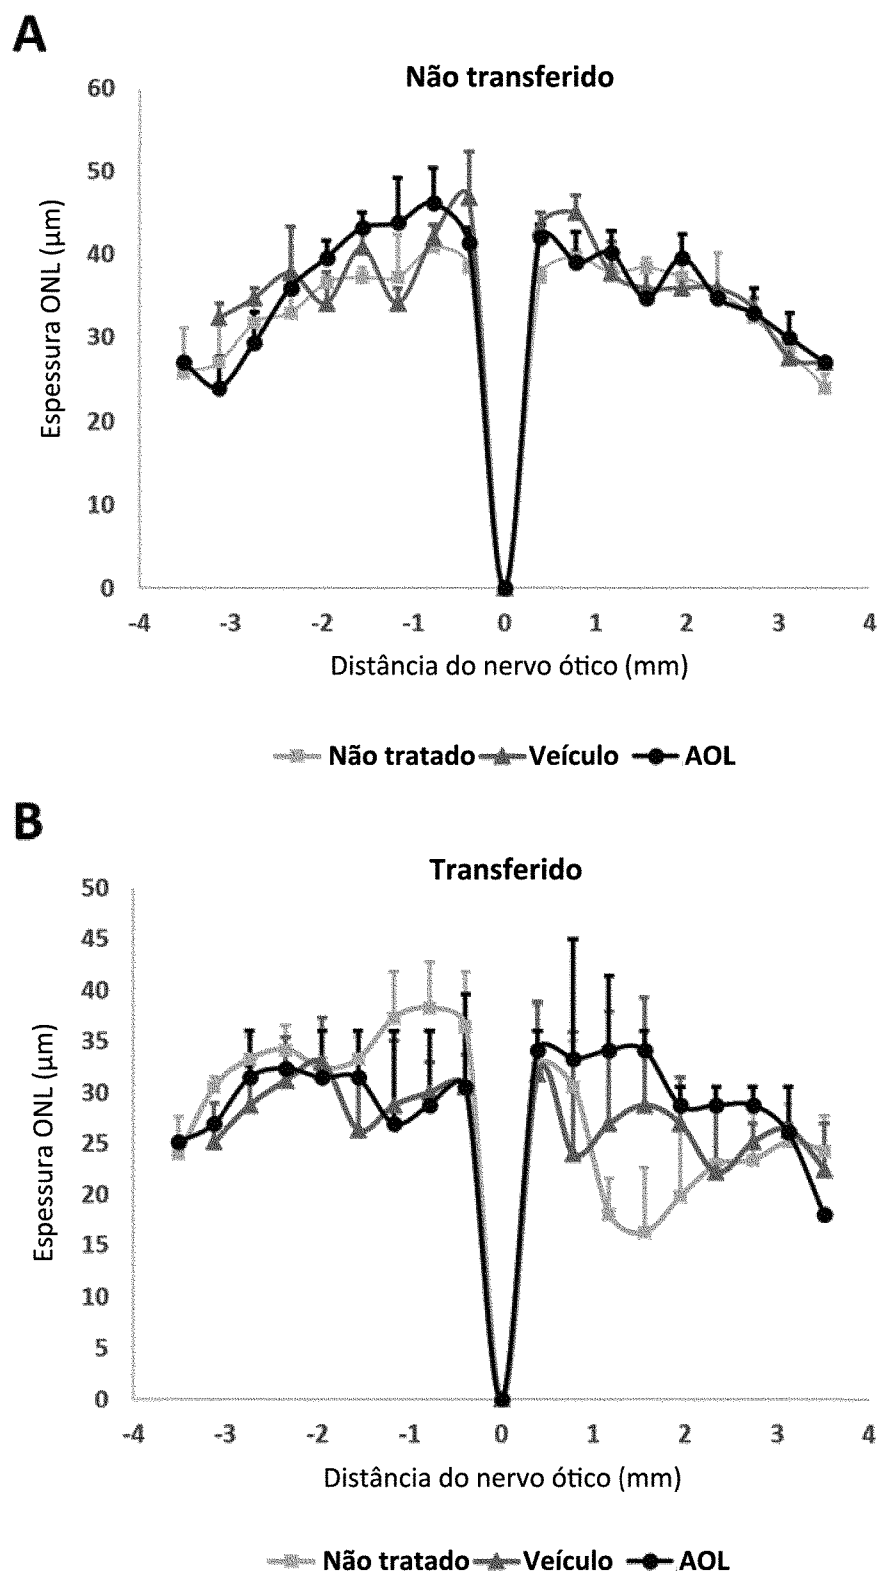 A
Não transferido
60
50
40
30
20
10
0
Espessura ONL (µm)
-4 -3 -2 -1 0 1 2 3 4
Distância do nervo ótico (mm)
Não tratado Veículo AOL
B
Transferido
50
45
40
35
30
25
20
15
10
5
0
Espessura ONL (µm)
-4 -3 -2 -1 0 1 2 3 4
Distância do nervo ótico (mm)
Não tratado Veículo AOL